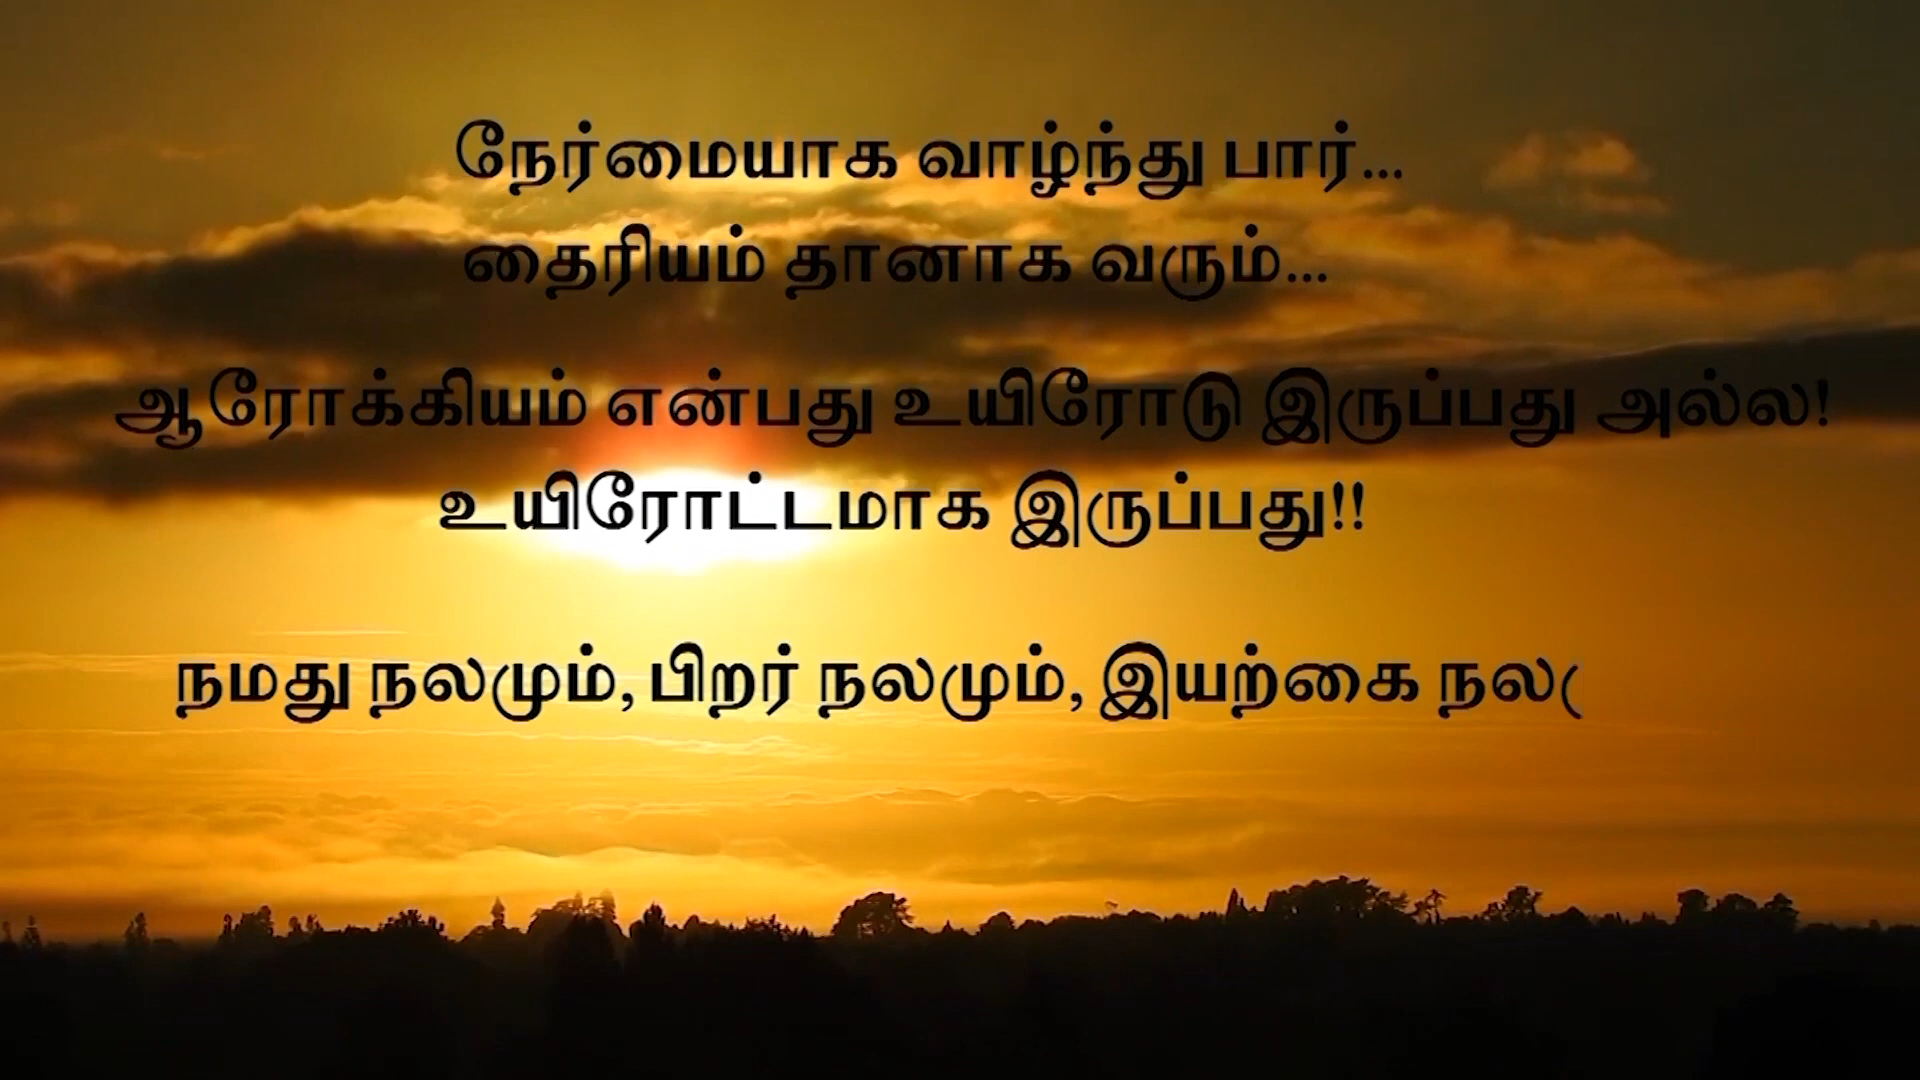 நேர்மையாக வாழ்ந்து பார்...
தைரியம் தானாக வரும்...
ஆரோக்கியம் என்பது உயிரோடு இருப்பது அல்ல!
உயிரோட்டமாக இருப்பது!!
நமது நலமும், பிறர் நலமும், இயற்கை